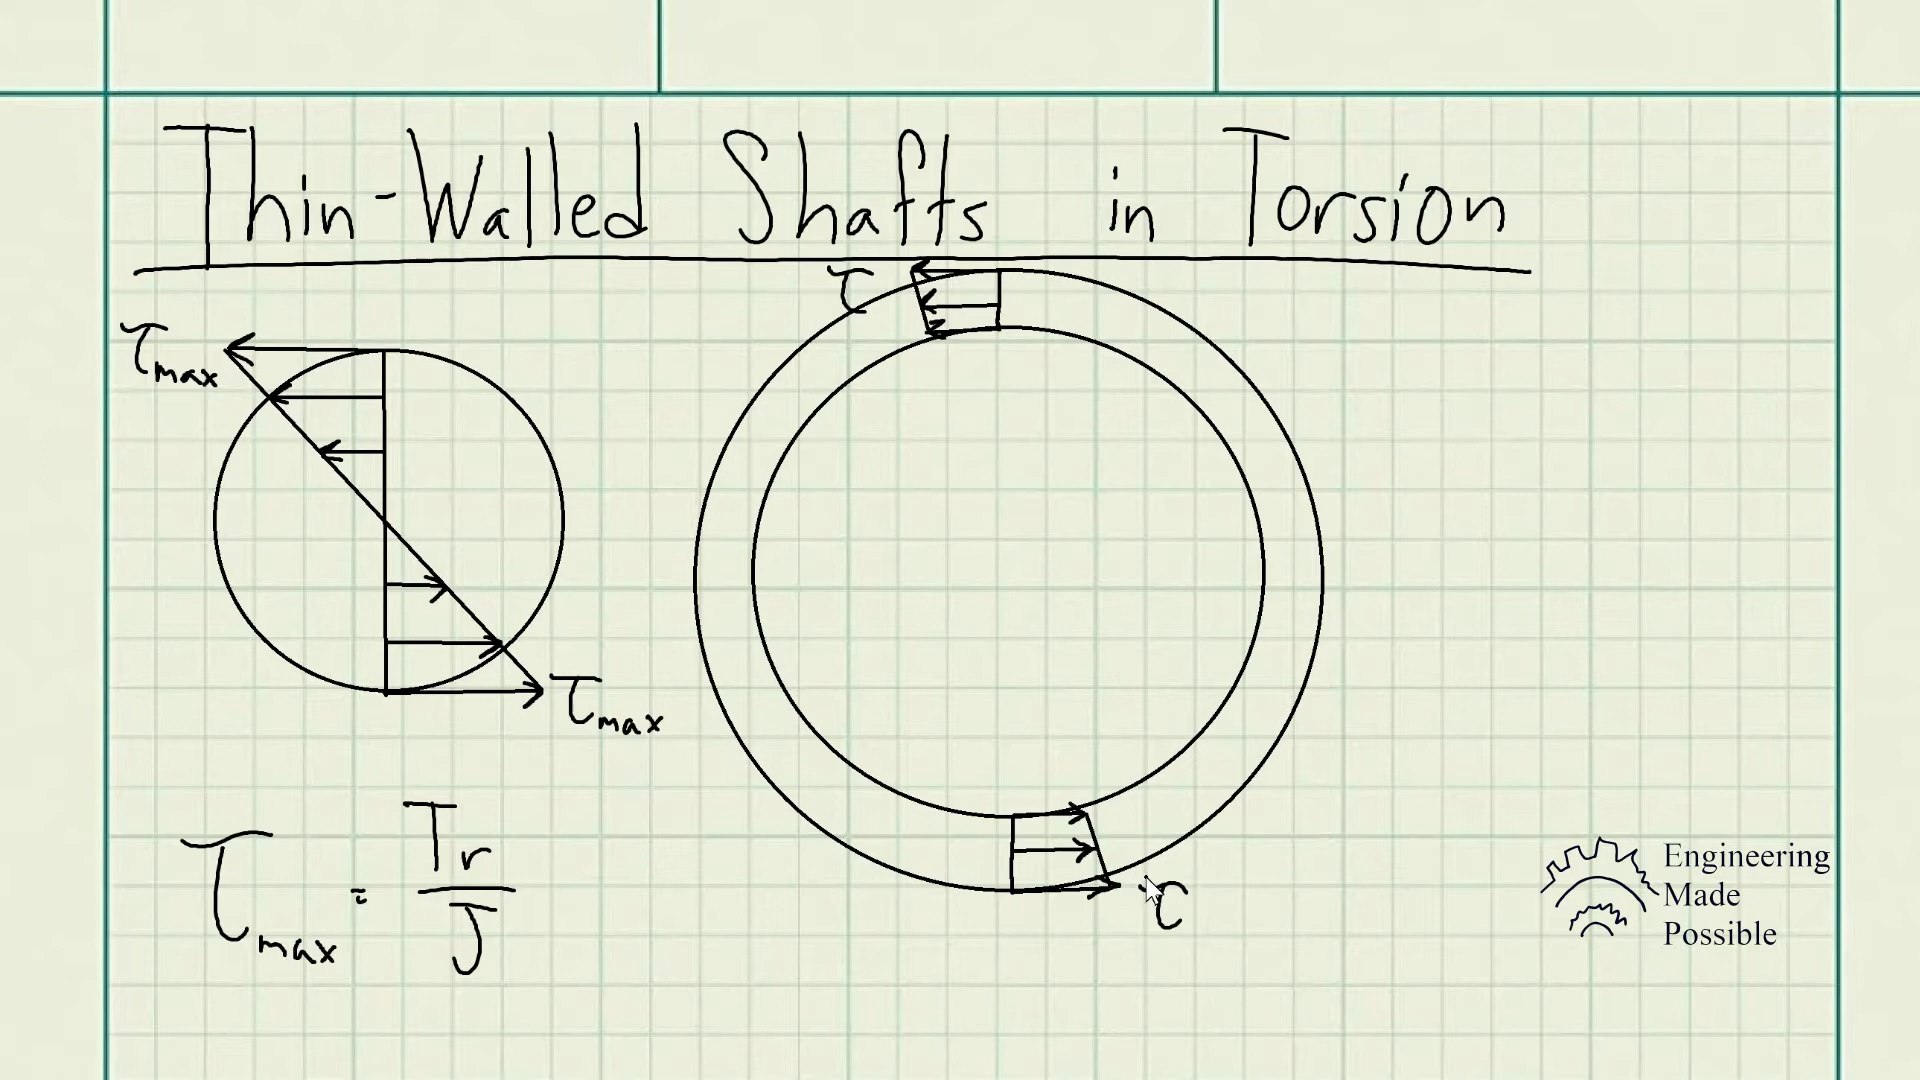 Thin-Walled Shafts in Torsion
τ
τmax
τmax
τmax = Tr/J
τ
Engineering
Made
Possible